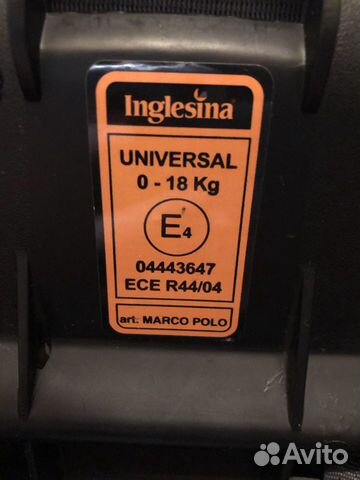 Inglesina
UNIVERSAL
0 - 18 Kg
E4
04443647
ECE R44/04
art. MARCO POLO
Avito